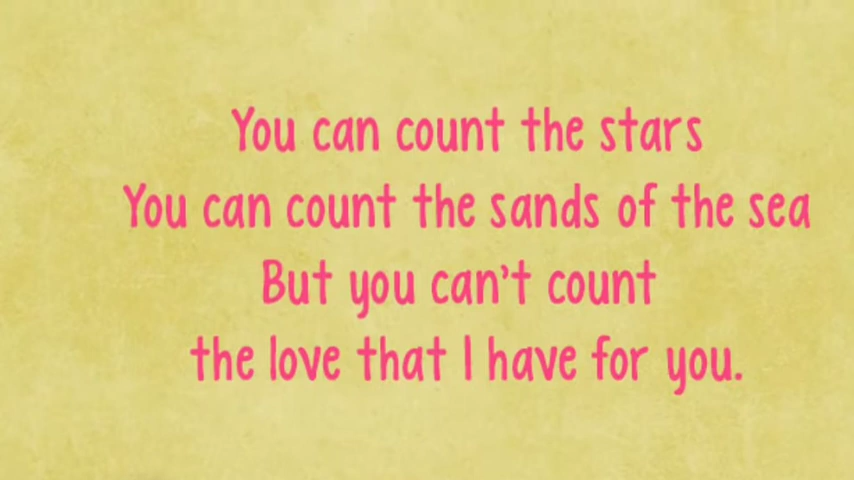 You can count the stars
You can count the sands of the sea
But you can't count
the love that I have for you.